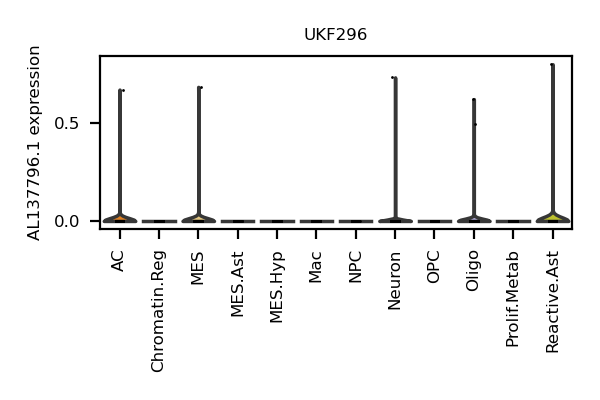 UKF296
AL137796.1 expression
0.5
0.0
AC
Chromatin.Reg
MES
MES.Ast
MES.Hyp
Mac
NPC
Neuron
OPC
Oligo
Prolif.Metab
Reactive.Ast